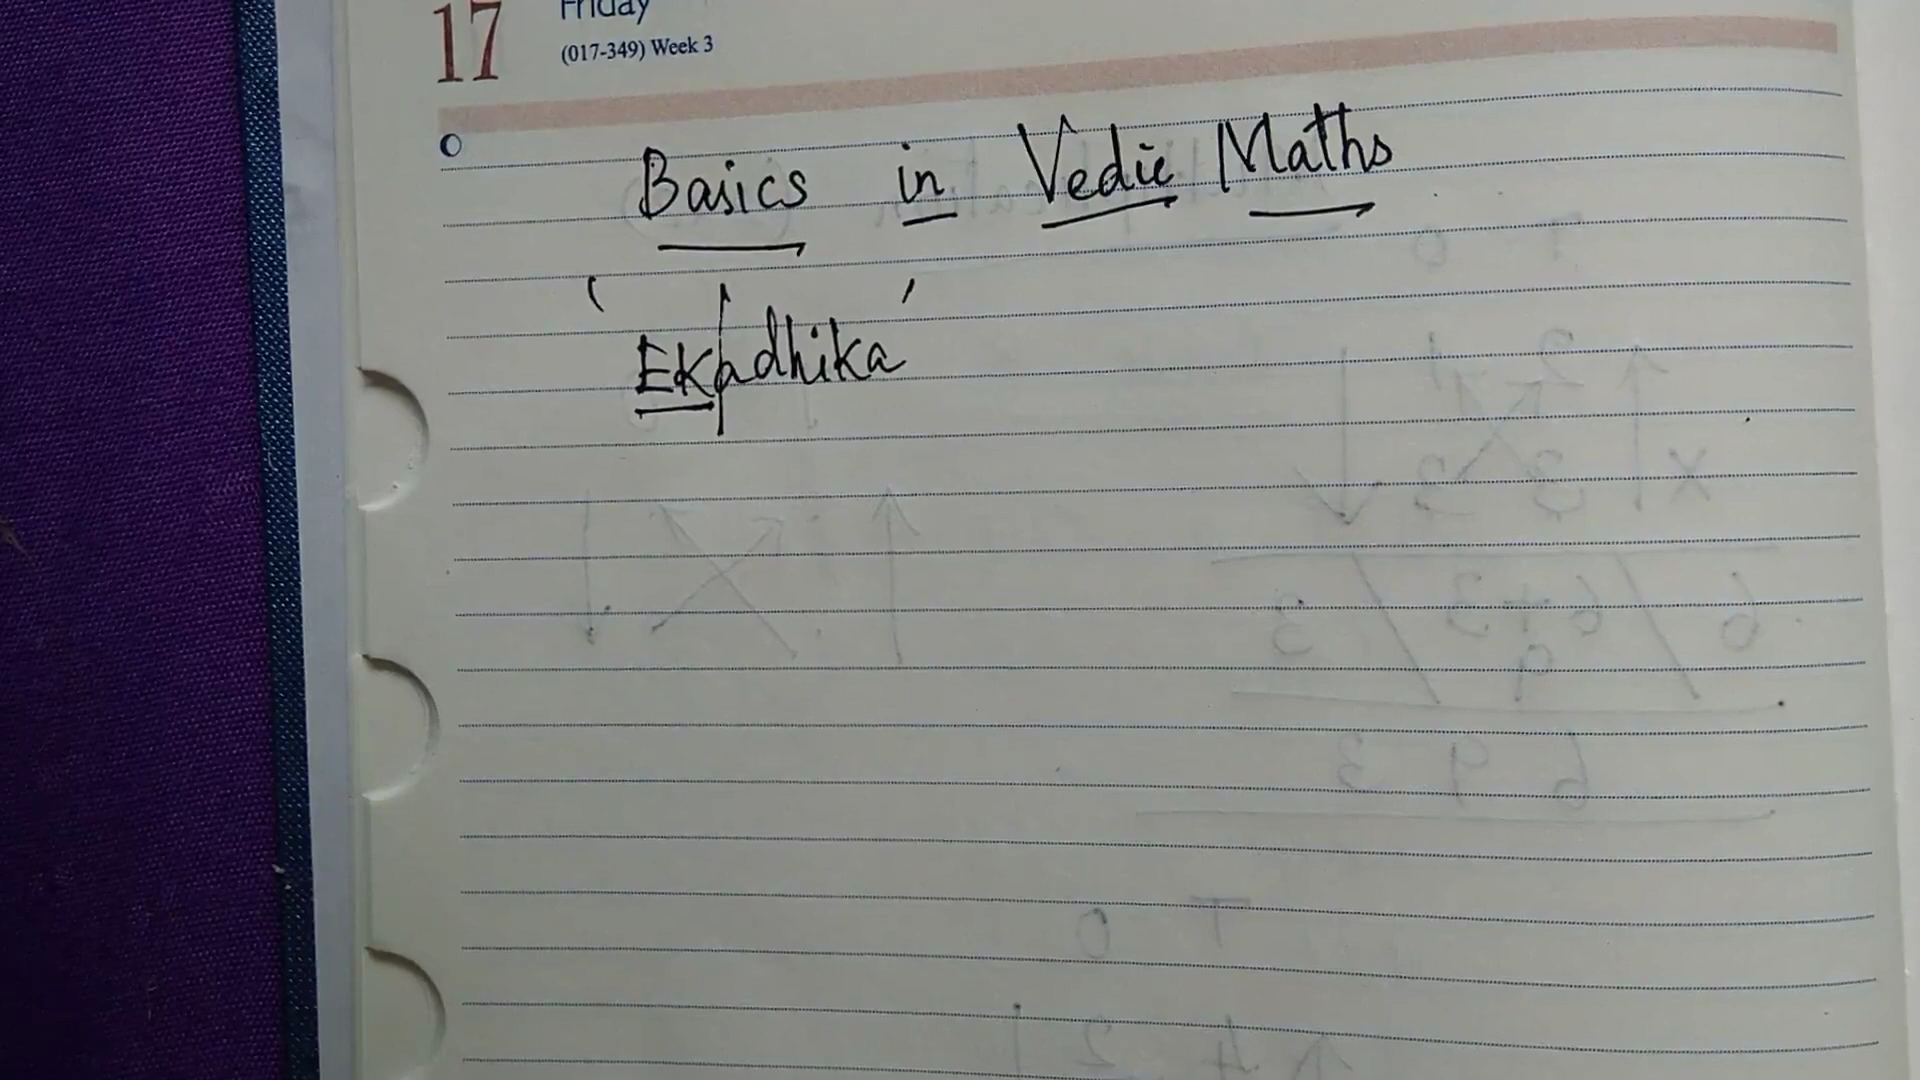 17
Friday
(017-349) Week 3
Basics in Vedic Maths
' Ekadhika '